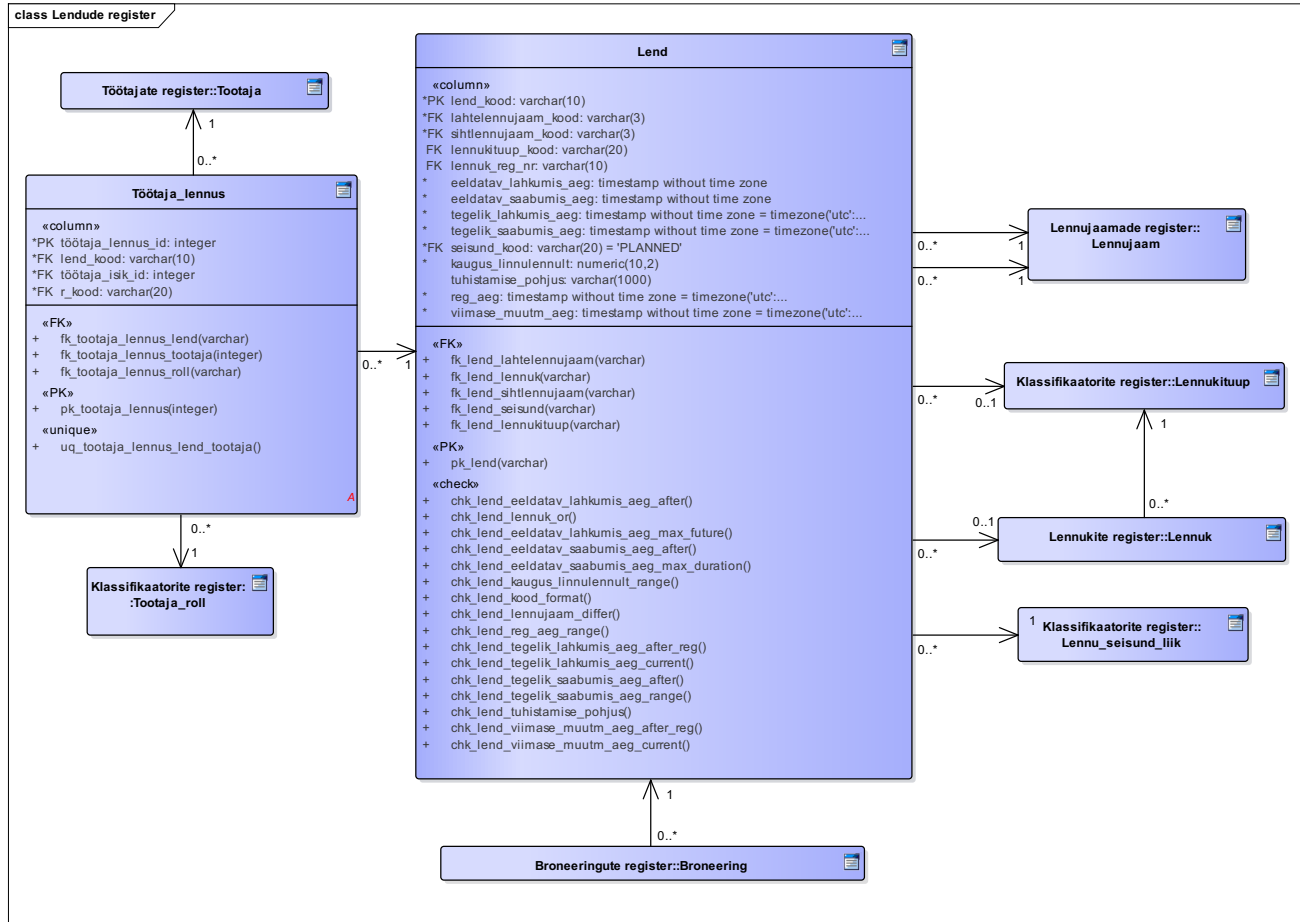 class Lendude register
Töötajate register::Tootaja
1
0..*
Töötaja_lennus
«column»
*PK töötaja_lennus_id: integer
*FK lend_kood: varchar(10)
*FK töötaja_isik_id: integer
*FK r_kood: varchar(20)
«FK»
+ fk_tootaja_lennus_lend(varchar)
+ fk_tootaja_lennus_tootaja(integer)
+ fk_tootaja_lennus_roll(varchar)
«PK»
+ pk_tootaja_lennus(integer)
«unique»
+ uq_tootaja_lennus_lend_tootaja()
A
0..*
1
0..*
1
Klassifikaatorite register:
:Tootaja_roll
Lend
«column»
*PK lend_kood: varchar(10)
*FK lahtelennujaam_kood: varchar(3)
*FK sihtlennujaam_kood: varchar(3)
FK lennukituup_kood: varchar(20)
FK lennuk_reg_nr: varchar(10)
* eeldatav_lahkumis_aeg: timestamp without time zone
* eeldatav_saabumis_aeg: timestamp without time zone
* tegelik_lahkumis_aeg: timestamp without time zone = timezone('utc':...
* tegelik_saabumis_aeg: timestamp without time zone = timezone('utc':...
*FK seisund_kood: varchar(20) = 'PLANNED'
* kaugus_linnulennult: numeric(10,2)
tuhistamise_pohjus: varchar(1000)
* reg_aeg: timestamp without time zone = timezone('utc':...
* viimase_muutm_aeg: timestamp without time zone = timezone('utc':...
«FK»
+ fk_lend_lahtelennujaam(varchar)
+ fk_lend_lennuk(varchar)
+ fk_lend_sihtlennujaam(varchar)
+ fk_lend_seisund(varchar)
+ fk_lend_lennukituup(varchar)
«PK»
+ pk_lend(varchar)
«check»
+ chk_lend_eeldatav_lahkumis_aeg_after()
+ chk_lend_lennuk_or()
+ chk_lend_eeldatav_lahkumis_aeg_max_future()
+ chk_lend_eeldatav_saabumis_aeg_after()
+ chk_lend_eeldatav_saabumis_aeg_max_duration()
+ chk_lend_kaugus_linnulennult_range()
+ chk_lend_kood_format()
+ chk_lend_lennujaam_differ()
+ chk_lend_reg_aeg_range()
+ chk_lend_tegelik_lahkumis_aeg_after_reg()
+ chk_lend_tegelik_lahkumis_aeg_current()
+ chk_lend_tegelik_saabumis_aeg_after()
+ chk_lend_tegelik_saabumis_aeg_range()
+ chk_lend_tuhistamise_pohjus()
+ chk_lend_viimase_muutm_aeg_after_reg()
+ chk_lend_viimase_muutm_aeg_current()
0..*
1
0..*
1
Lennujaamade register::
Lennujaam
0..*
0..1
Klassifikaatorite register::Lennukituup
1
0..*
0..1
0..*
Lennukite register::Lennuk
1
0..*
Klassifikaatorite register::
Lennu_seisund_liik
1
0..*
Broneeringute register::Broneering